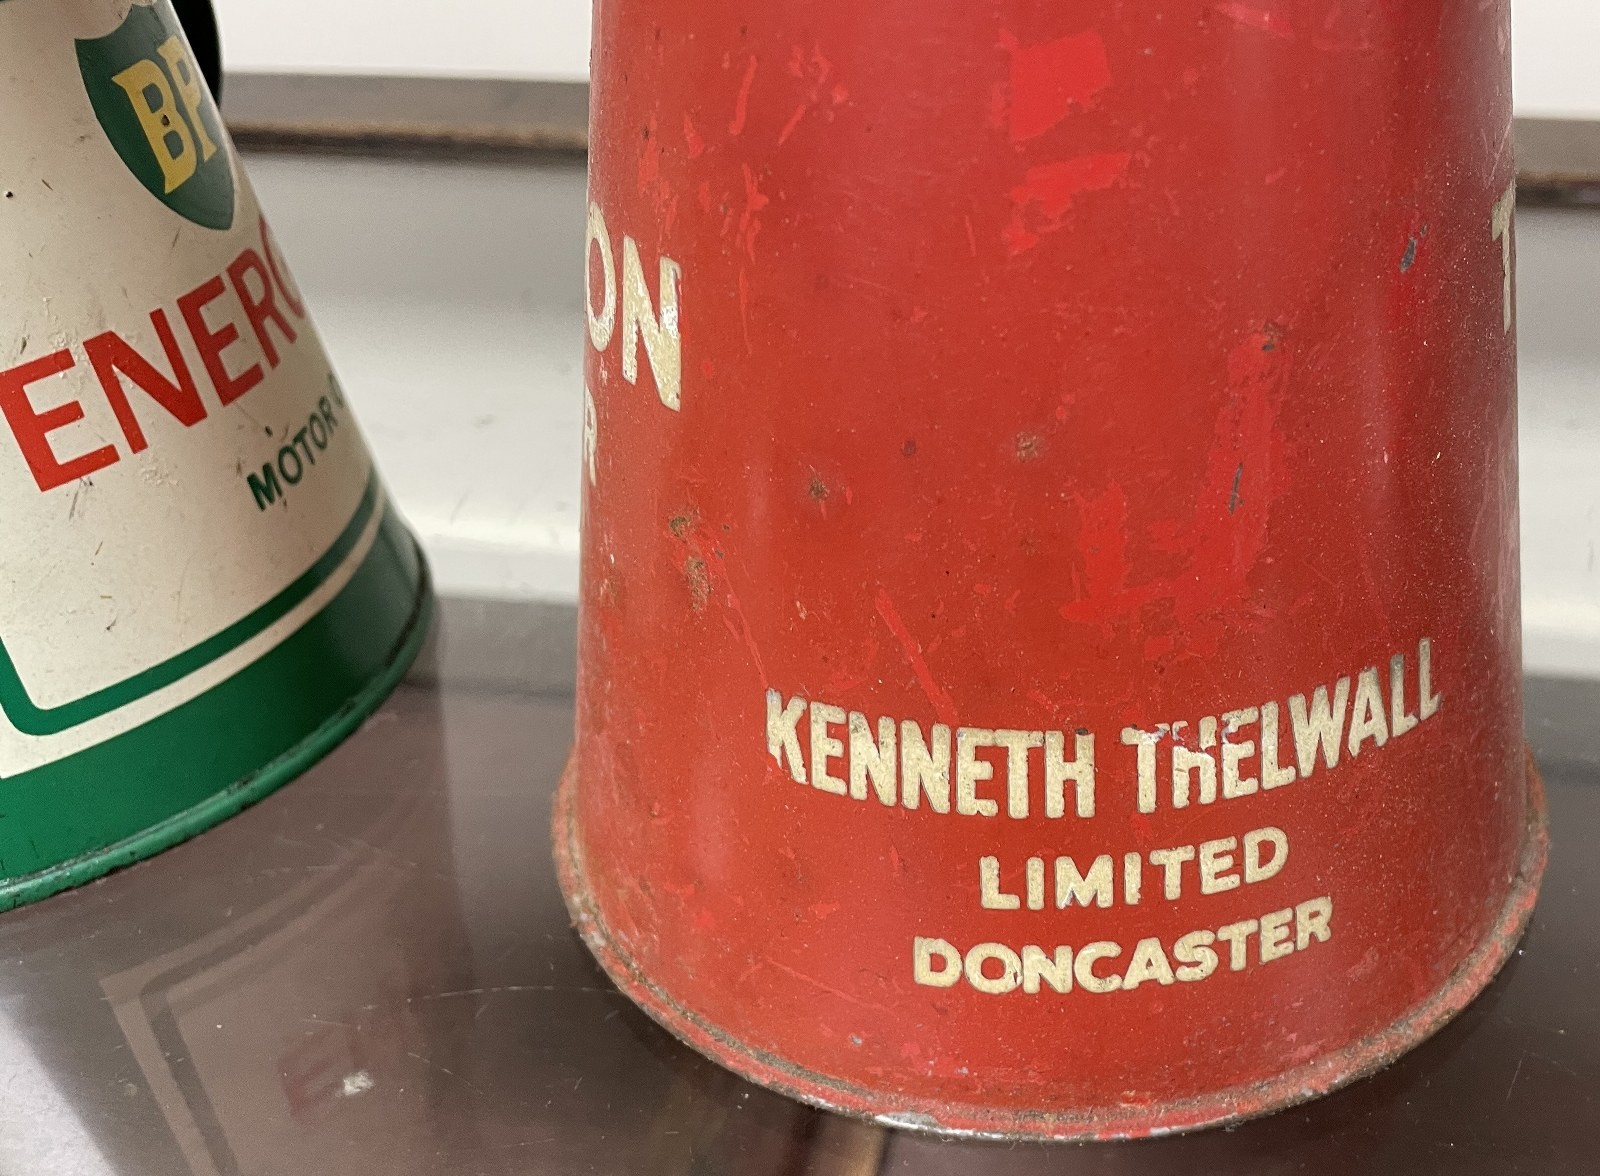 BP
ENERG
MOTOR O
ON
R
T
KENNETH THELWALL
LIMITED
DONCASTER